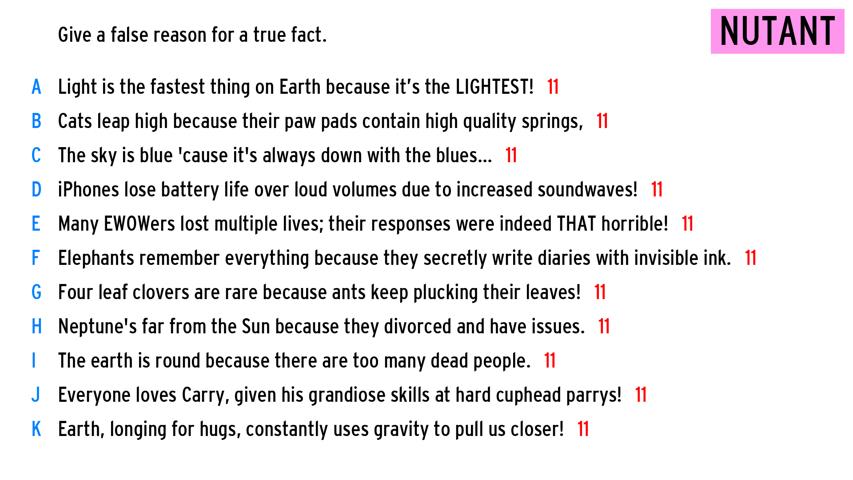 Give a false reason for a true fact.
NUTANT
A Light is the fastest thing on Earth because it’s the LIGHTEST! 11
B Cats leap high because their paw pads contain high quality springs, 11
C The sky is blue 'cause it's always down with the blues... 11
D iPhones lose battery life over loud volumes due to increased soundwaves! 11
E Many EWOWers lost multiple lives; their responses were indeed THAT horrible! 11
F Elephants remember everything because they secretly write diaries with invisible ink. 11
G Four leaf clovers are rare because ants keep plucking their leaves! 11
H Neptune's far from the Sun because they divorced and have issues. 11
I The earth is round because there are too many dead people. 11
J Everyone loves Carry, given his grandiose skills at hard cuphead parrys! 11
K Earth, longing for hugs, constantly uses gravity to pull us closer! 11